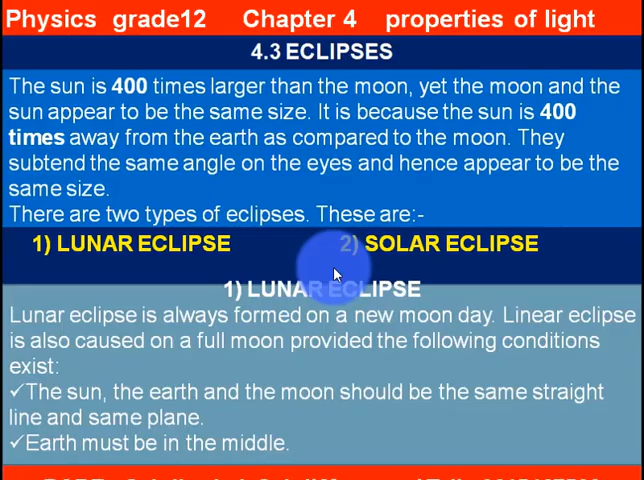 Physics grade12 Chapter 4 properties of light
4.3 ECLIPSES
The sun is 400 times larger than the moon, yet the moon and the
sun appear to be the same size. It is because the sun is 400
times away from the earth as compared to the moon. They
subtend the same angle on the eyes and hence appear to be the
same size.
There are two types of eclipses. These are:-
1) LUNAR ECLIPSE 2) SOLAR ECLIPSE
1) LUNAR ECLIPSE
Lunar eclipse is always formed on a new moon day. Linear eclipse
is also caused on a full moon provided the following conditions
exist:
✓The sun, the earth and the moon should be the same straight
line and same plane.
✓Earth must be in the middle.